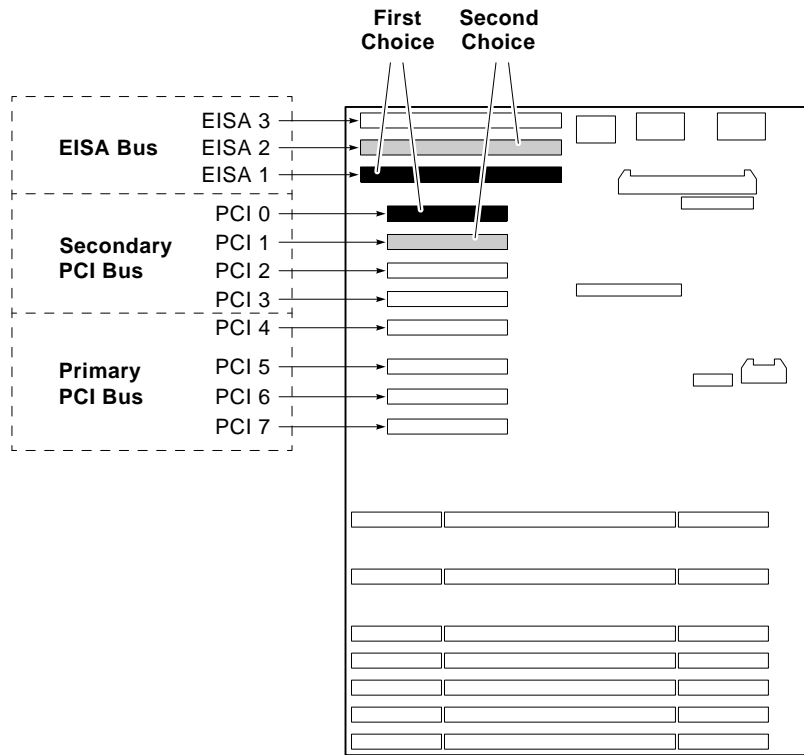 First
Choice
Second
Choice
EISA Bus
EISA 3
EISA 2
EISA 1
Secondary
PCI Bus
PCI 0
PCI 1
PCI 2
PCI 3
Primary
PCI Bus
PCI 4
PCI 5
PCI 6
PCI 7